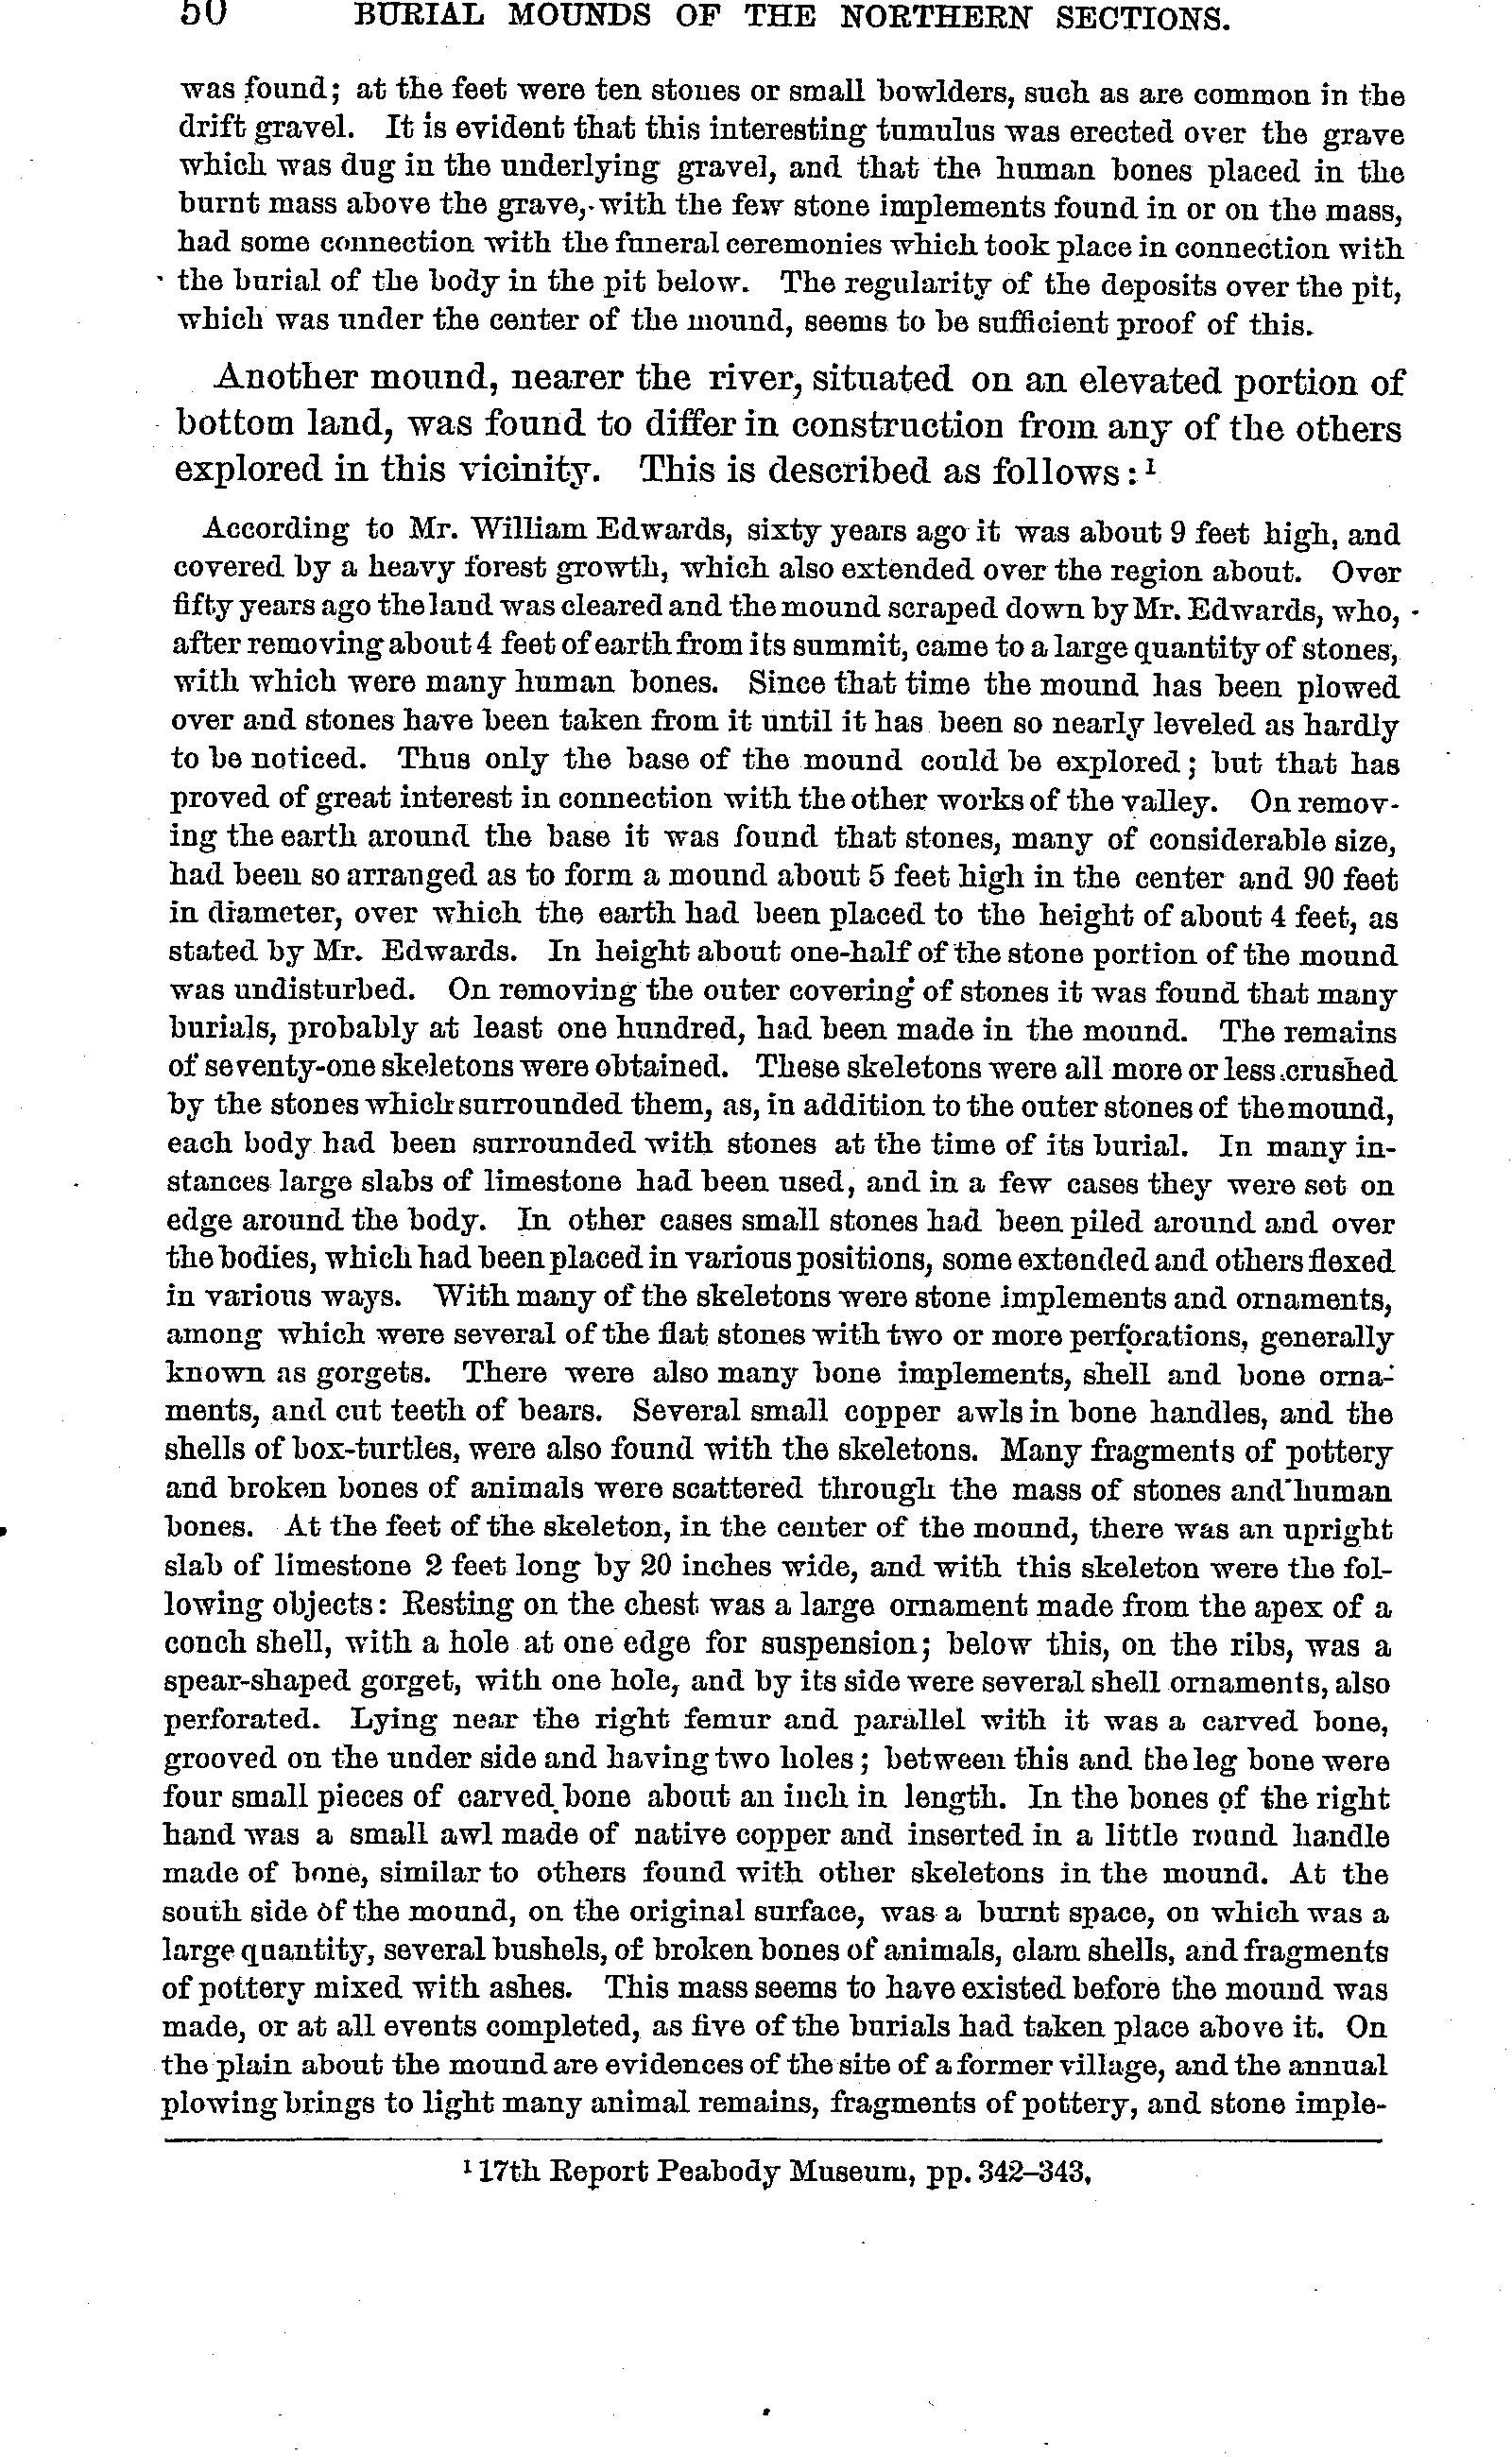 50 BURIAL MOUNDS OF THE NORTHERN SECTIONS.
was found; at the feet were ten stones or small bowlders, such as are common in the
drift gravel. It is evident that this interesting tumulus was erected over the grave
which was dug in the underlying gravel, and that the human bones placed in the
burnt mass above the grave, with the few stone implements found in or on the mass,
had some connection with the funeral ceremonies which took place in connection with
the burial of the body in the pit below. The regularity of the deposits over the pit,
which was under the center of the mound, seems to be sufficient proof of this.
Another mound, nearer the river, situated on an elevated portion of
bottom land, was found to differ in construction from any of the others
explored in this vicinity. This is described as follows:¹
According to Mr. William Edwards, sixty years ago it was about 9 feet high, and
covered by a heavy forest growth, which also extended over the region about. Over
fifty years ago the land was cleared and the mound scraped down by Mr. Edwards, who,
after removing about 4 feet of earth from its summit, came to a large quantity of stones,
with which were many human bones. Since that time the mound has been plowed
over and stones have been taken from it until it has been so nearly leveled as hardly
to be noticed. Thus only the base of the mound could be explored; but that has
proved of great interest in connection with the other works of the valley. On remov-
ing the earth around the base it was found that stones, many of considerable size,
had been so arranged as to form a mound about 5 feet high in the center and 90 feet
in diameter, over which the earth had been placed to the height of about 4 feet, as
stated by Mr. Edwards. In height about one-half of the stone portion of the mound
was undisturbed. On removing the outer covering of stones it was found that many
burials, probably at least one hundred, had been made in the mound. The remains
of seventy-one skeletons were obtained. These skeletons were all more or less crushed
by the stones which surrounded them, as, in addition to the outer stones of the mound,
each body had been surrounded with stones at the time of its burial. In many in-
stances large slabs of limestone had been used, and in a few cases they were set on
edge around the body. In other cases small stones had been piled around and over
the bodies, which had been placed in various positions, some extended and others flexed
in various ways. With many of the skeletons were stone implements and ornaments,
among which were several of the flat stones with two or more perforations, generally
known as gorgets. There were also many bone implements, shell and bone orna-
ments, and cut teeth of bears. Several small copper awls in bone handles, and the
shells of box-turtles, were also found with the skeletons. Many fragments of pottery
and broken bones of animals were scattered through the mass of stones and human
bones. At the feet of the skeleton, in the center of the mound, there was an upright
slab of limestone 2 feet long by 20 inches wide, and with this skeleton were the fol-
lowing objects: Resting on the chest was a large ornament made from the apex of a
conch shell, with a hole at one edge for suspension; below this, on the ribs, was a
spear-shaped gorget, with one hole, and by its side were several shell ornaments, also
perforated. Lying near the right femur and parallel with it was a carved bone,
grooved on the under side and having two holes; between this and the leg bone were
four small pieces of carved bone about an inch in length. In the bones of the right
hand was a small awl made of native copper and inserted in a little round handle
made of bone, similar to others found with other skeletons in the mound. At the
south side of the mound, on the original surface, was a burnt space, on which was a
large quantity, several bushels, of broken bones of animals, clam shells, and fragments
of pottery mixed with ashes. This mass seems to have existed before the mound was
made, or at all events completed, as five of the burials had taken place above it. On
the plain about the mound are evidences of the site of a former village, and the annual
plowing brings to light many animal remains, fragments of pottery, and stone imple-
¹ 17th Report Peabody Museum, pp. 342–343.